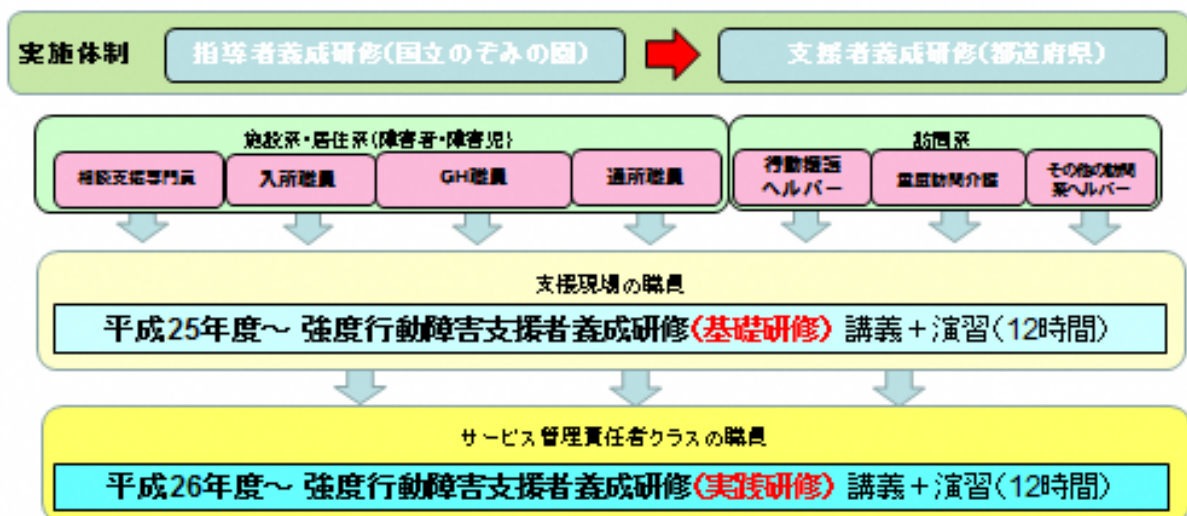 実施体制
指導者養成研修(国立のぞみの園)
支援者養成研修(都道府県)
施設系・居住系(障害者・障害児)
訪問系
相談支援専門員
入所職員
GH職員
通所職員
行動援護
ヘルパー
重度訪問介護
その他の訪問
系ヘルパー
支援現場の職員
平成25年度～ 強度行動障害支援者養成研修(基礎研修) 講義+演習(12時間)
サービス管理責任者クラスの職員
平成26年度～ 強度行動障害支援者養成研修(実践研修) 講義+演習(12時間)